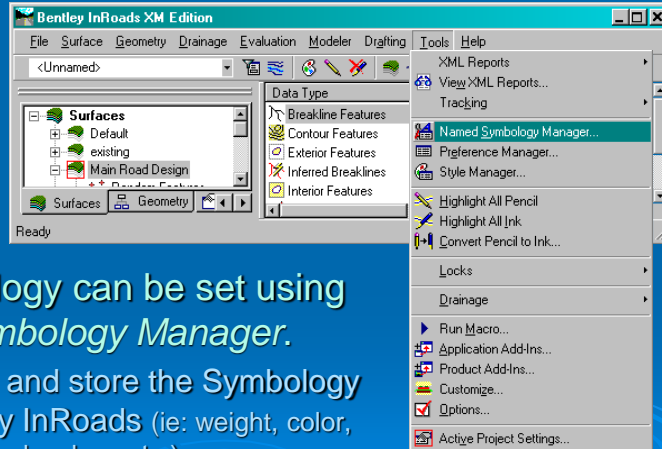 Bentley InRoads XM Edition
File Surface Geometry Drainage Evaluation Modeler Drafting Tools Help
<Unnamed>
Surfaces
Default
existing
Main Road Design
Random Features
Surfaces Geometry
Data Type
Breakline Features
Contour Features
Exterior Features
Inferred Breaklines
Interior Features
Ready
XML Reports
View XML Reports...
Tracking
Named Symbology Manager...
Preference Manager...
Style Manager...
Highlight All Pencil
Highlight All Ink
Convert Pencil to Ink...
Locks
Drainage
Run Macro...
Application Add-Ins...
Product Add-Ins...
Customize...
Options...
Active Project Settings...
logy can be set using
mbology Manager.
and store the Symbology
y InRoads (ie: weight, color,